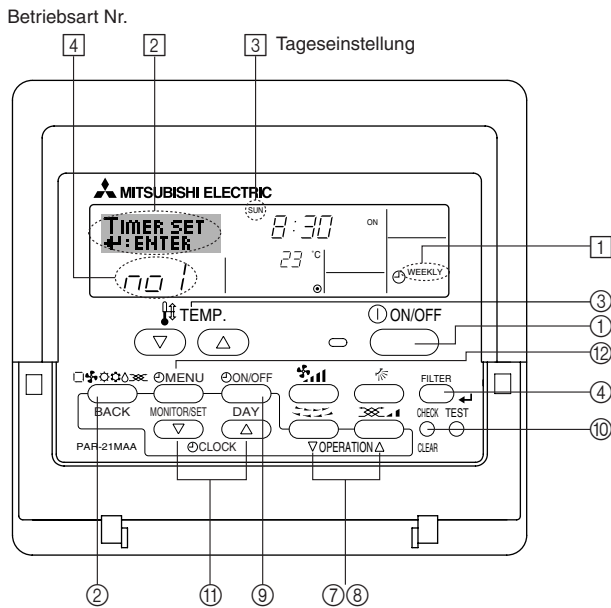 Betriebsart Nr.
4 2 3 Tageseinstellung
MITSUBISHI ELECTRIC
SUN
TIMER SET
:ENTER
8:30 ON
23 °C
WEEKLY
1
no1
TEMP.
ON/OFF
3
1
12
MENU ON/OFF FILTER
BACK MONITOR/SET DAY CHECK TEST
4
PAR-21MAA CLOCK OPERATION CLEAR
10
2 11 9 7 8